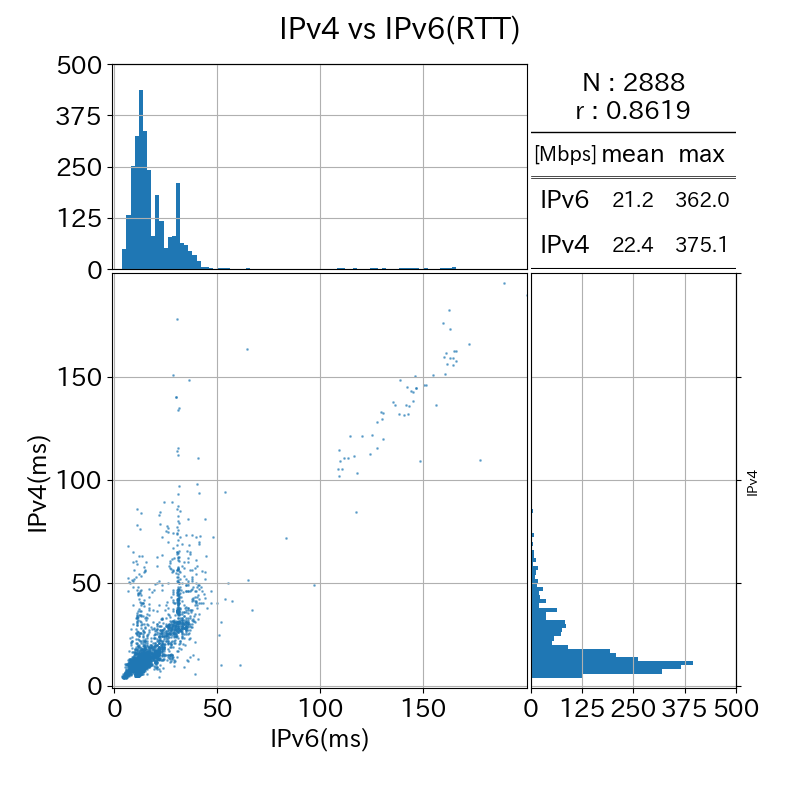 IPv4 vs IPv6(RTT)
500
375
250
125
0
N : 2888
r : 0.8619
[Mbps] mean max
IPv6 21.2 362.0
IPv4 22.4 375.1
150
100
50
0
IPv4(ms)
IPv4
0 50 100 150
0 125 250 375 500
IPv6(ms)